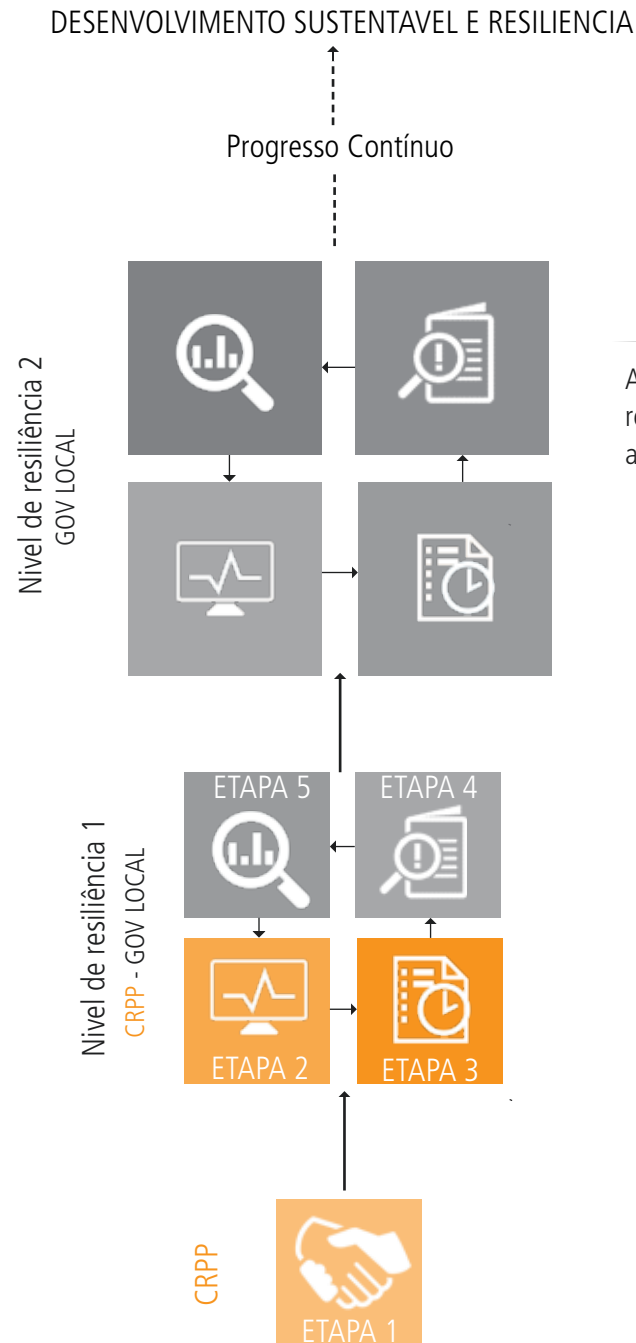 DESENVOLVIMENTO SUSTENTAVEL E RESILIENCIA
Progresso Contínuo
Nivel de resiliência 2
GOV LOCAL
ETAPA 5
ETAPA 4
Nivel de resiliência 1
CRPP - GOV LOCAL
ETAPA 2
ETAPA 3
CRPP
ETAPA 1